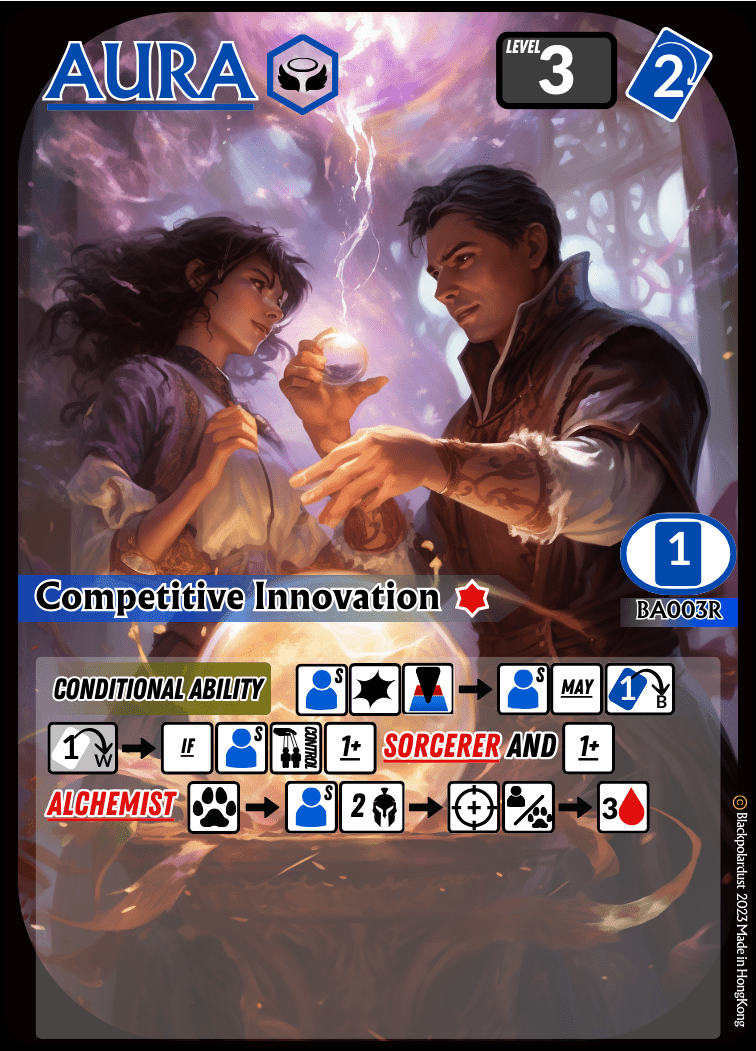 AURA
LEVEL 3
2
1
Competitive Innovation
BA003R
CONDITIONAL ABILITY S S MAY 1 B
1 W IF S CONTROL 1+ SORCERER AND 1+
ALCHEMIST S 2 3
© Blackpolardust 2023 Made in HongKong